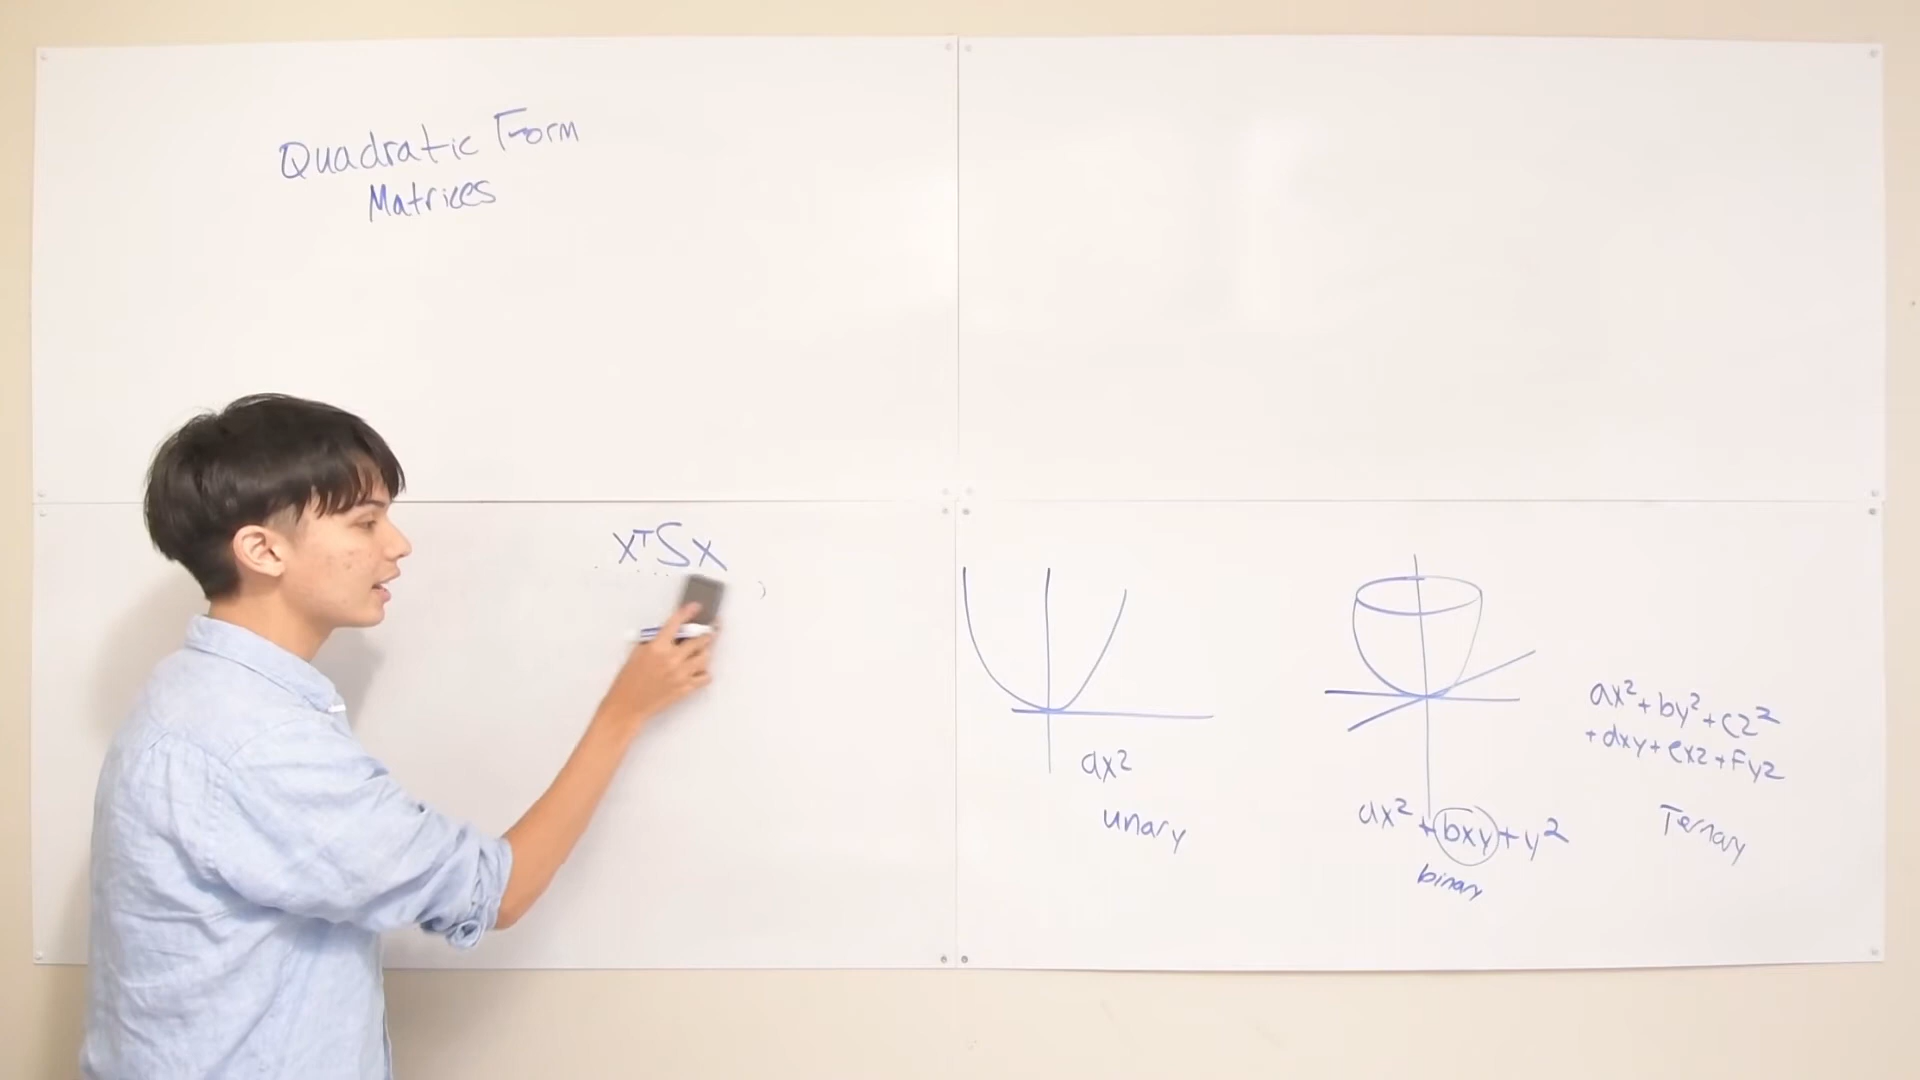 Quadratic Form
Matrices
xᵀSx
ax²
unary
ax² + bxy + y²
binary
ax² + by² + cz²
+ dxy + exz + fyz
Ternary